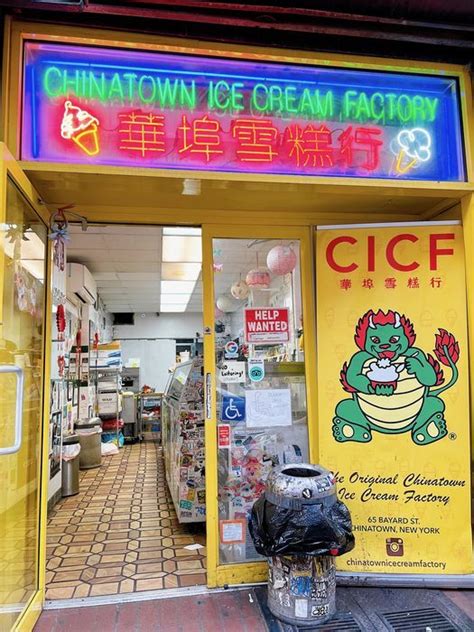 CHINATOWN ICE CREAM FACTORY
華埠雪糕行
CICF
華埠雪糕行
HELP
WANTED
The Original Chinatown
Ice Cream Factory
65 BAYARD ST.
CHINATOWN, NEW YORK
chinatownicecreamfactory